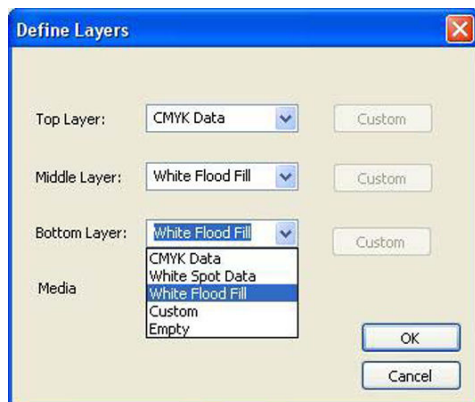 Define Layers
Top Layer: CMYK Data Custom
Middle Layer: White Flood Fill Custom
Bottom Layer: White Flood Fill Custom
CMYK Data
White Spot Data
White Flood Fill
Custom
Empty
Media
OK
Cancel